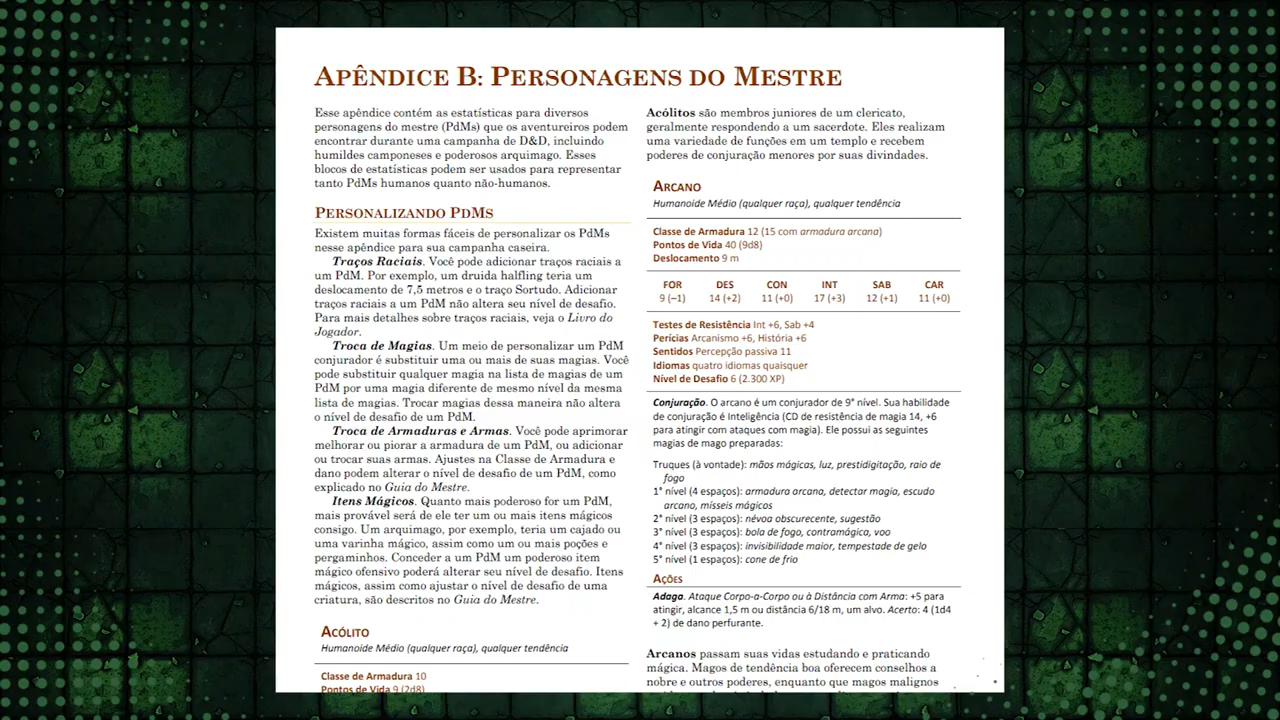 APÊNDICE B: PERSONAGENS DO MESTRE
Esse apêndice contém as estatísticas para diversos
personagens do mestre (PdMs) que os aventureiros podem
encontrar durante uma campanha de D&D, incluindo
humildes camponeses e poderosos arquimago. Esses
blocos de estatísticas podem ser usados para representar
tanto PdMs humanos quanto não-humanos.
PERSONALIZANDO PDMS
Existem muitas formas fáceis de personalizar os PdMs
nesse apêndice para sua campanha caseira.
Traços Raciais. Você pode adicionar traços raciais a
um PdM. Por exemplo, um druida halfling teria um
deslocamento de 7,5 metros e o traço Sortudo. Adicionar
traços raciais a um PdM não altera seu nível de desafio.
Para mais detalhes sobre traços raciais, veja o Livro do
Jogador.
Troca de Magias. Um meio de personalizar um PdM
conjurador é substituir uma ou mais de suas magias. Você
pode substituir qualquer magia na lista de magias de um
PdM por uma magia diferente de mesmo nível da mesma
lista de magias. Trocar magias dessa maneira não altera
o nível de desafio de um PdM.
Troca de Armaduras e Armas. Você pode aprimorar
melhorar ou piorar a armadura de um PdM, ou adicionar
ou trocar suas armas. Ajustes na Classe de Armadura e
dano podem alterar o nível de desafio de um PdM, como
explicado no Guia do Mestre.
Itens Mágicos. Quanto mais poderoso for um PdM,
mais provável será de ele ter um ou mais itens mágicos
consigo. Um arquimago, por exemplo, teria um cajado ou
uma varinha mágico, assim como um ou mais poções e
pergaminhos. Conceder a um PdM um poderoso item
mágico ofensivo poderá alterar seu nível de desafio. Itens
mágicos, assim como ajustar o nível de desafio de uma
criatura, são descritos no Guia do Mestre.
ACÓLITO
Humanoide Médio (qualquer raça), qualquer tendência
Classe de Armadura 10
Pontos de Vida 9 (2d8)
Acólitos são membros juniores de um clericato,
geralmente respondendo a um sacerdote. Eles realizam
uma variedade de funções em um templo e recebem
poderes de conjuração menores por suas divindades.
ARCANO
Humanoide Médio (qualquer raça), qualquer tendência
Classe de Armadura 12 (15 com armadura arcana)
Pontos de Vida 40 (9d8)
Deslocamento 9 m
FOR DES CON INT SAB CAR
9 (–1) 14 (+2) 11 (+0) 17 (+3) 12 (+1) 11 (+0)
Testes de Resistência Int +6, Sab +4
Perícias Arcanismo +6, História +6
Sentidos Percepção passiva 11
Idiomas quatro idiomas quaisquer
Nível de Desafio 6 (2.300 XP)
Conjuração. O arcano é um conjurador de 9° nível. Sua habilidade
de conjuração é Inteligência (CD de resistência de magia 14, +6
para atingir com ataques com magia). Ele possui as seguintes
magias de mago preparadas:
Truques (à vontade): mãos mágicas, luz, prestidigitação, raio de
fogo
1° nível (4 espaços): armadura arcana, detectar magia, escudo
arcano, mísseis mágicos
2° nível (3 espaços): névoa obscurecente, sugestão
3° nível (3 espaços): bola de fogo, contramágica, voo
4° nível (3 espaços): invisibilidade maior, tempestade de gelo
5° nível (1 espaços): cone de frio
AÇÕES
Adaga. Ataque Corpo-a-Corpo ou à Distância com Arma: +5 para
atingir, alcance 1,5 m ou distância 6/18 m, um alvo. Acerto: 4 (1d4
+ 2) de dano perfurante.
Arcanos passam suas vidas estudando e praticando
mágica. Magos de tendência boa oferecem conselhos a
nobre e outros poderes, enquanto que magos malignos